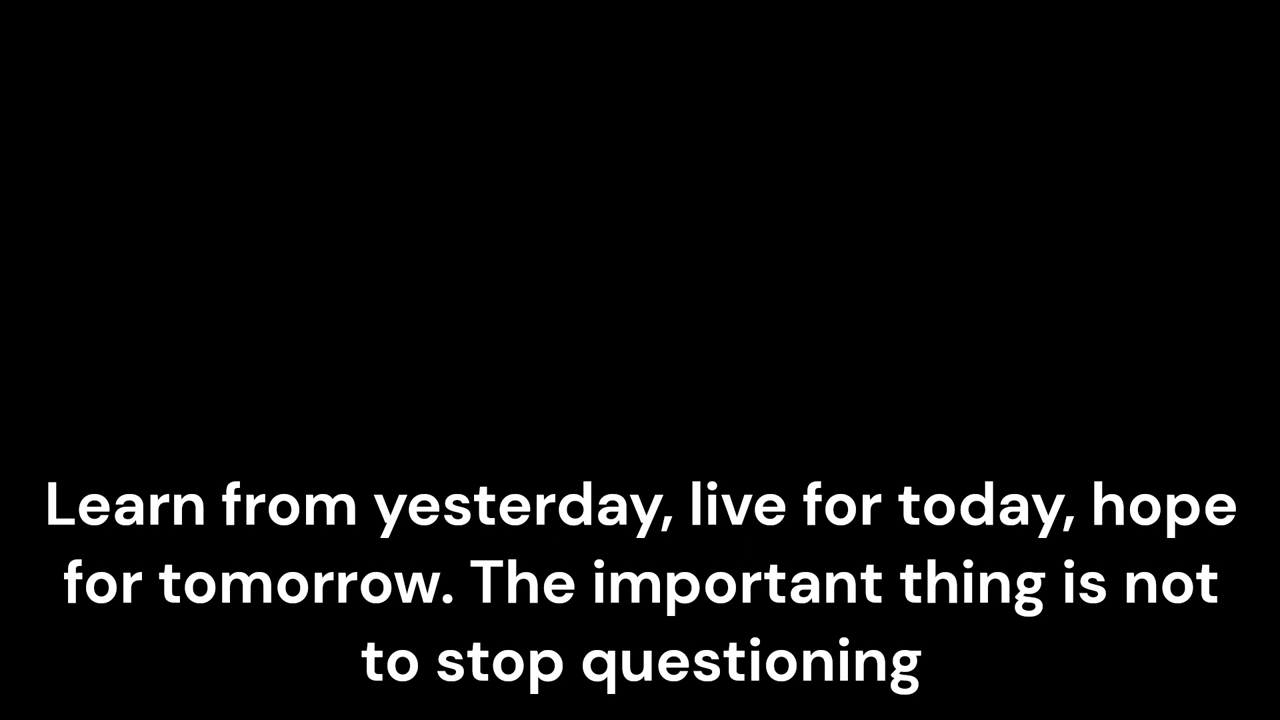 Learn from yesterday, live for today, hope
for tomorrow. The important thing is not
to stop questioning